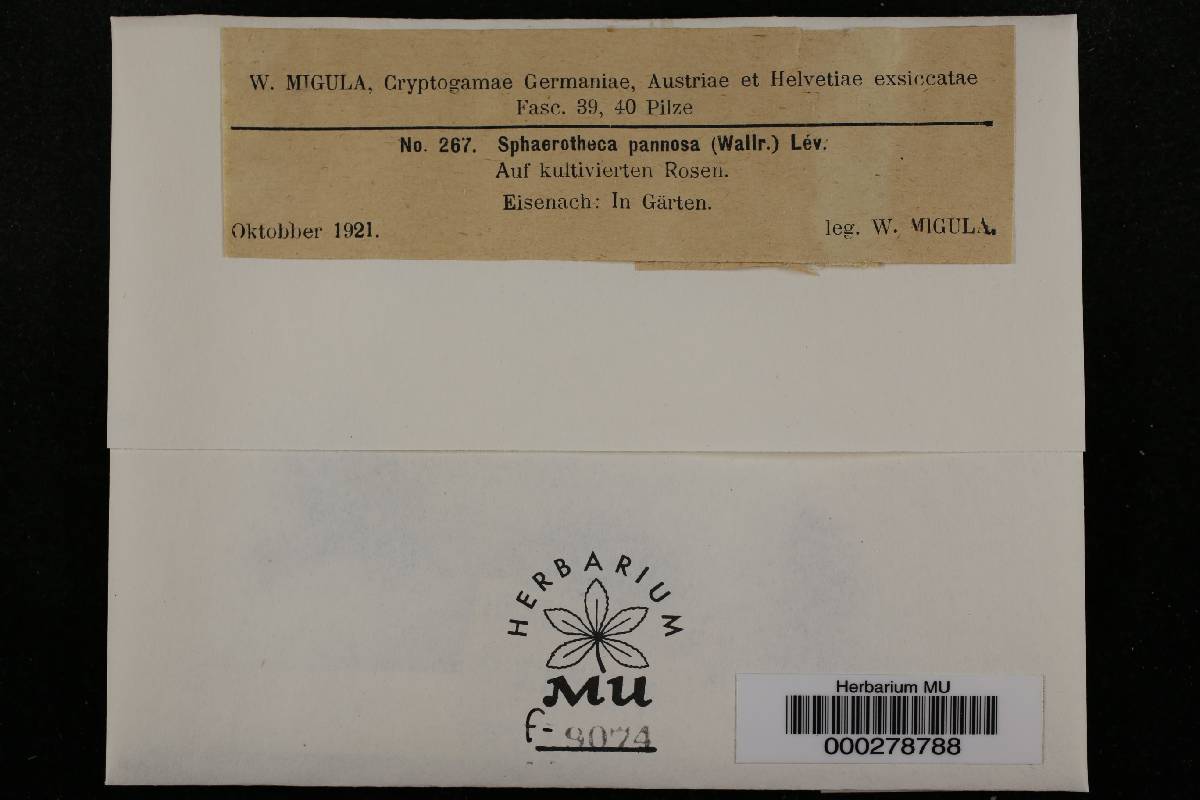 W. MIGULA, Cryptogamae Germaniae, Austriae et Helvetiae exsiccatae
Fasc. 39, 40 Pilze
No. 267. Sphaerotheca pannosa (Wallr.) Lév.
Auf kultivierten Rosen.
Eisenach: In Gärten.
Oktobber 1921. leg. W. MIGULA.
HERBARIUM
MU
f- 9074
Herbarium MU
000278788